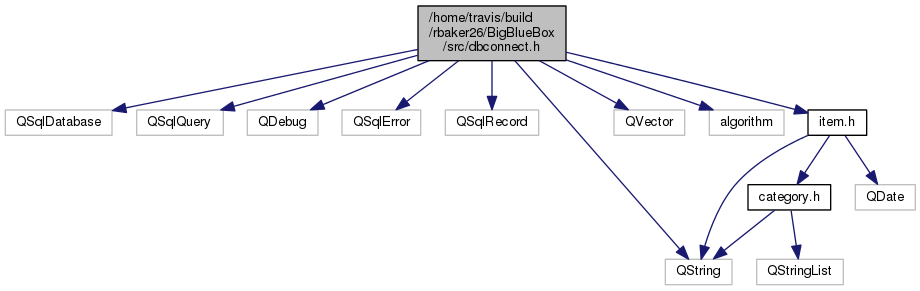 /home/travis/build
/rbaker26/BigBlueBox
/src/dbconnect.h
QSqlDatabase
QSqlQuery
QDebug
QSqlError
QSqlRecord
QVector
algorithm
item.h
category.h
QDate
QString
QStringList